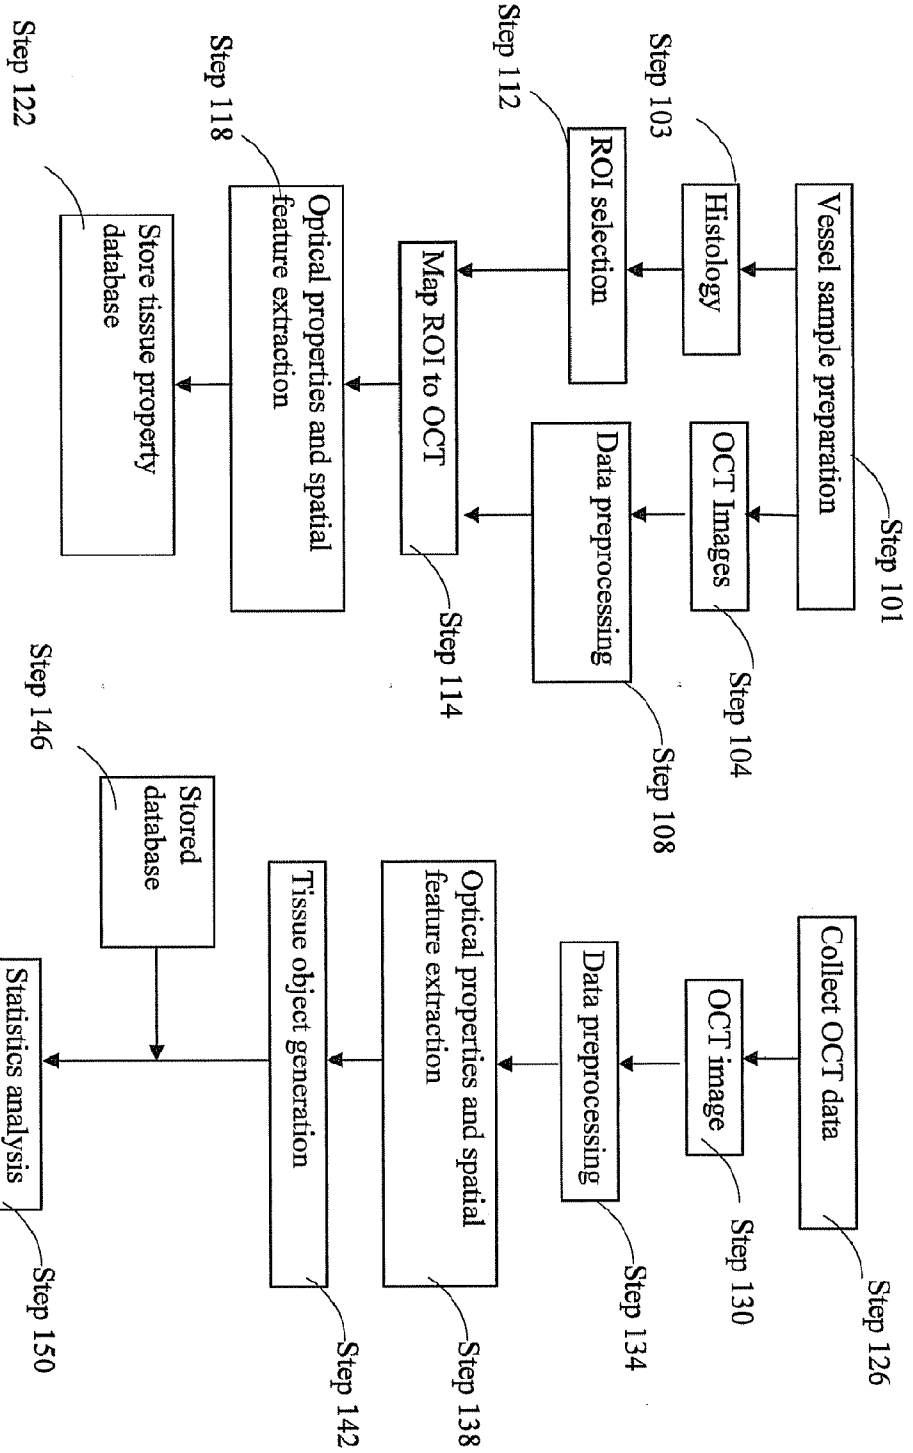 Vessel sample preparation
Step 101
Histology
Step 103
OCT Images
Step 104
ROI selection
Step 112
Data preprocessing
Step 108
Map ROI to OCT
Step 114
Optical properties and spatial
feature extraction
Step 118
Store tissue property
database
Step 122
Collect OCT data
Step 126
OCT image
Step 130
Data preprocessing
Step 134
Optical properties and spatial
feature extraction
Step 138
Tissue object generation
Step 142
Stored
database
Step 146
Statistics analysis
Step 150